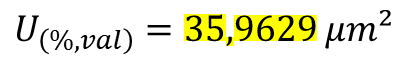 U(%,val) = 35,9629 μm²